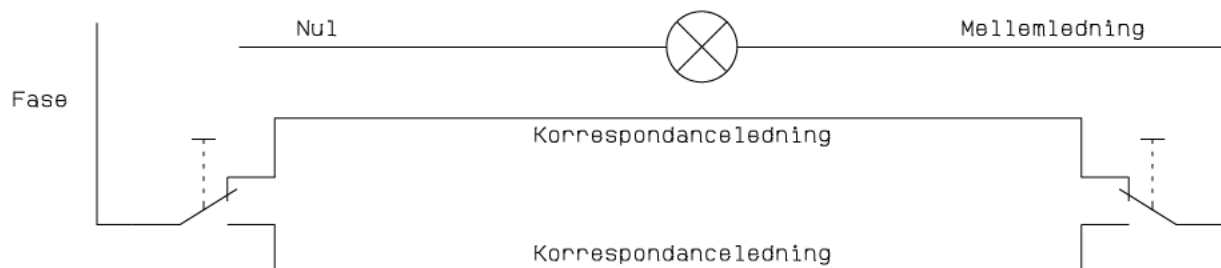 Nul
Mellemledning
Fase
Korrespondanceledning
Korrespondanceledning